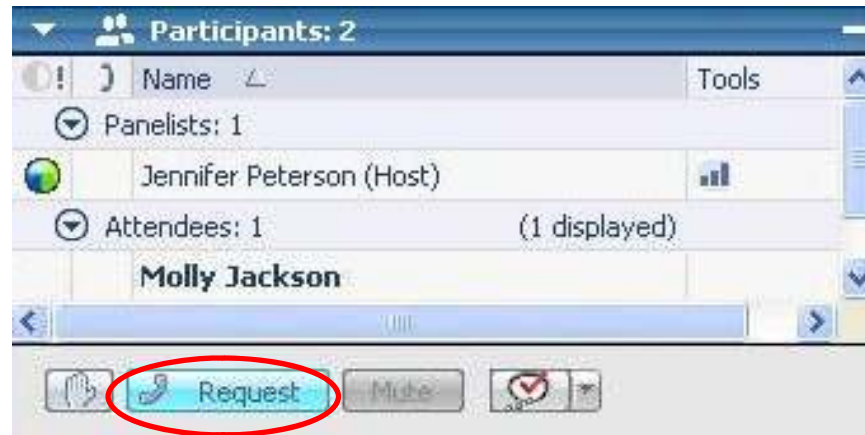 Participants: 2
! Name Tools
Panelists: 1
Jennifer Peterson (Host)
Attendees: 1 (1 displayed)
Molly Jackson
Request Mute